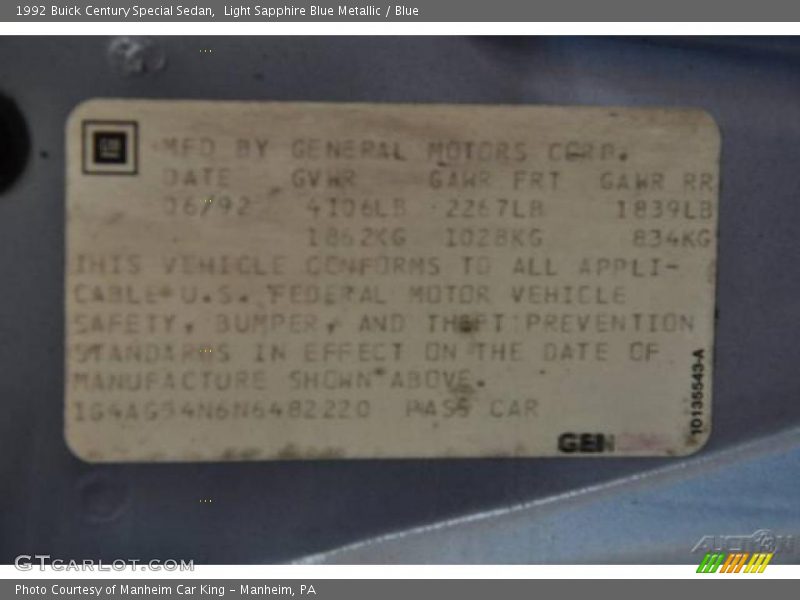 1992 Buick Century Special Sedan,  Light Sapphire Blue Metallic / Blue
GM
MFD BY GENERAL MOTORS CORP.
DATE GVWR GAWR FRT GAWR RR
06/92 4106LB 2267LB 1839LB
1862KG 1028KG 834KG
THIS VEHICLE CONFORMS TO ALL APPLI-
CABLE U.S. FEDERAL MOTOR VEHICLE
SAFETY, BUMPER, AND THEFT PREVENTION
STANDARDS IN EFFECT ON THE DATE OF
MANUFACTURE SHOWN ABOVE.
1G4AG54N6N6482220 PASS CAR
10135543-A
GTCARLOT.COM
Photo Courtesy of Manheim Car King - Manheim, PA